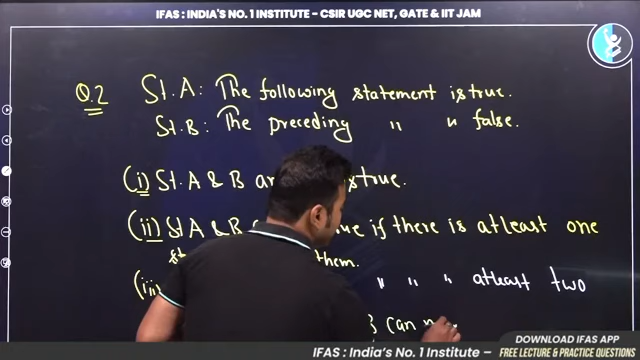 IFAS : INDIA'S NO. 1 INSTITUTE – CSIR UGC NET, GATE & IIT JAM
Q.2 St. A: The following statement is true.
St. B: The preceding " " false.
(i) St. A & B ar true.
(ii) St A & B if there is atleast one
st them.
(iii) " " " atleast two
B can n
DOWNLOAD IFAS APP
IFAS : India's No. 1 Institute – FREE LECTURE & PRACTICE QUESTIONS